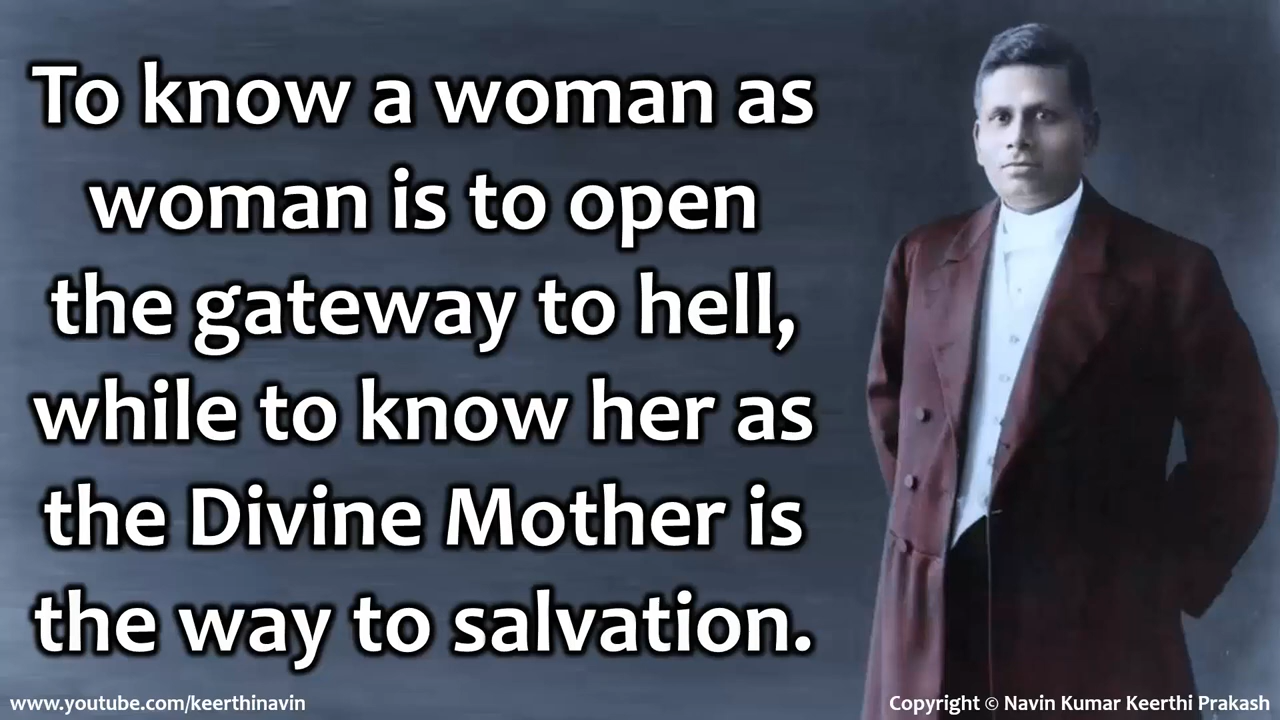 To know a woman as
woman is to open
the gateway to hell,
while to know her as
the Divine Mother is
the way to salvation.
www.youtube.com/keerthinavin
Copyright © Navin Kumar Keerthi Prakash